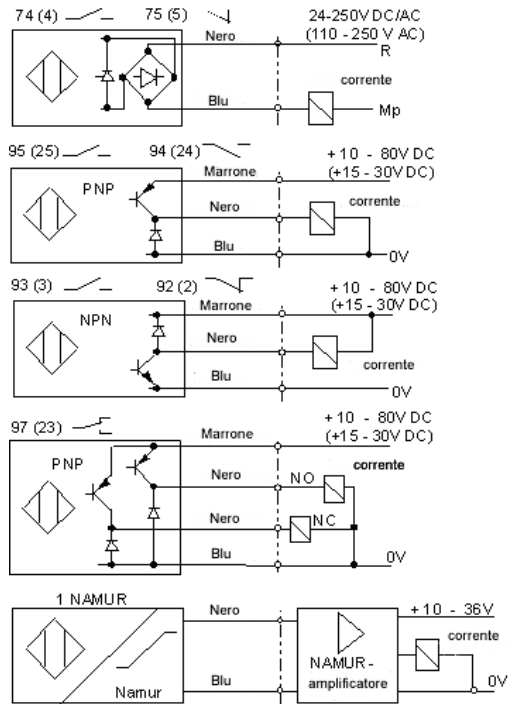 74 (4) 75 (5) 24-250V DC/AC
Nero (110 - 250 V AC)
R
corrente
Blu Mp
95 (25) 94 (24) +10 - 80V DC
Marrone (+15 - 30V DC)
PNP
Nero corrente
Blu 0V
93 (3) 92 (2) +10 - 80V DC
Marrone (+15 - 30V DC)
NPN
Nero
corrente
Blu
0V
97 (23) +10 - 80V DC
Marrone (+15 - 30V DC)
PNP corrente
Nero NO
Nero NC
Blu 0V
1 NAMUR
Nero +10 - 36V
corrente
NAMUR-
Namur Blu amplificatore 0V